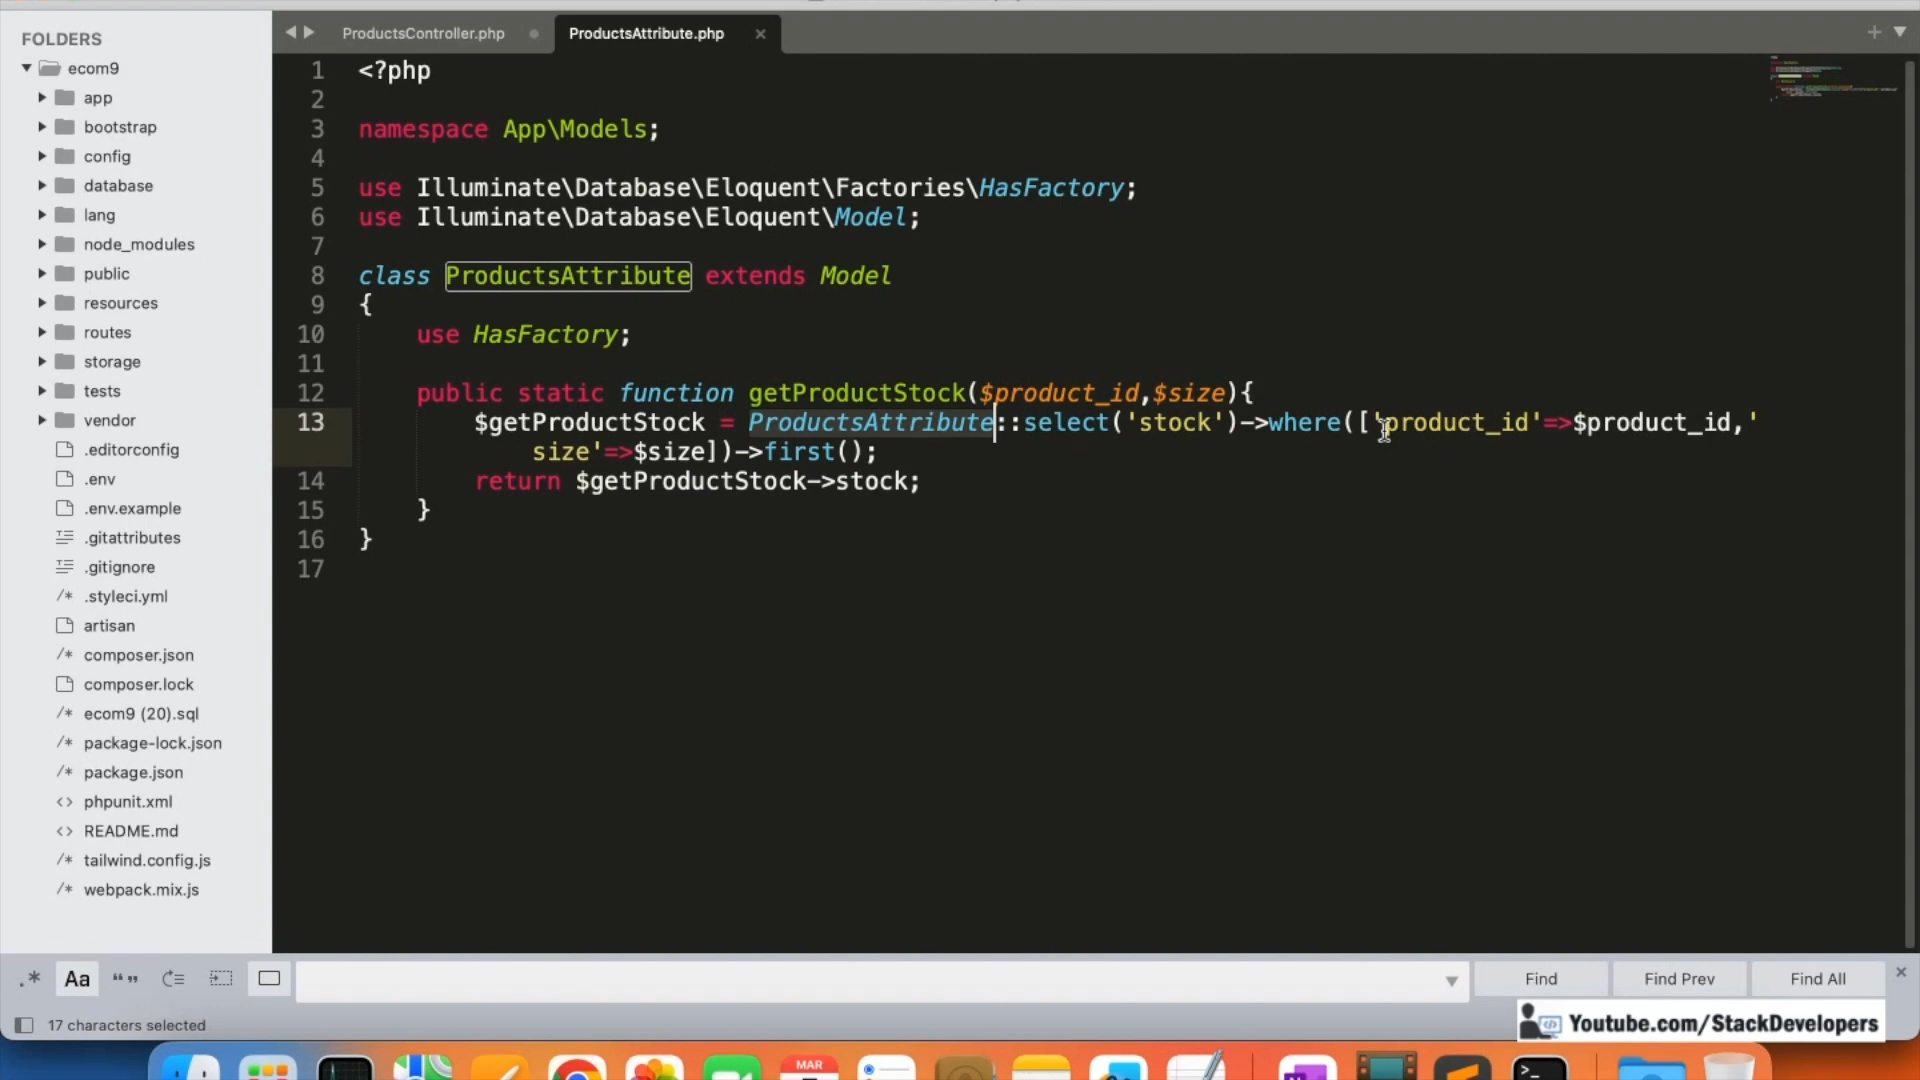 FOLDERS
ecom9
app
bootstrap
config
database
lang
node_modules
public
resources
routes
storage
tests
vendor
.editorconfig
.env
.env.example
.gitattributes
.gitignore
.styleci.yml
artisan
composer.json
composer.lock
ecom9 (20).sql
package-lock.json
package.json
phpunit.xml
README.md
tailwind.config.js
webpack.mix.js
ProductsController.php
ProductsAttribute.php
1 <?php
2
3 namespace App\Models;
4
5 use Illuminate\Database\Eloquent\Factories\HasFactory;
6 use Illuminate\Database\Eloquent\Model;
7
8 class ProductsAttribute extends Model
9 {
10 use HasFactory;
11
12 public static function getProductStock($product_id,$size){
13 $getProductStock = ProductsAttribute::select('stock')->where(['product_id'=>$product_id,'
size'=>$size])->first();
14 return $getProductStock->stock;
15 }
16 }
17
.* Aa “” Find Find Prev Find All
17 characters selected
Youtube.com/StackDevelopers
MAR